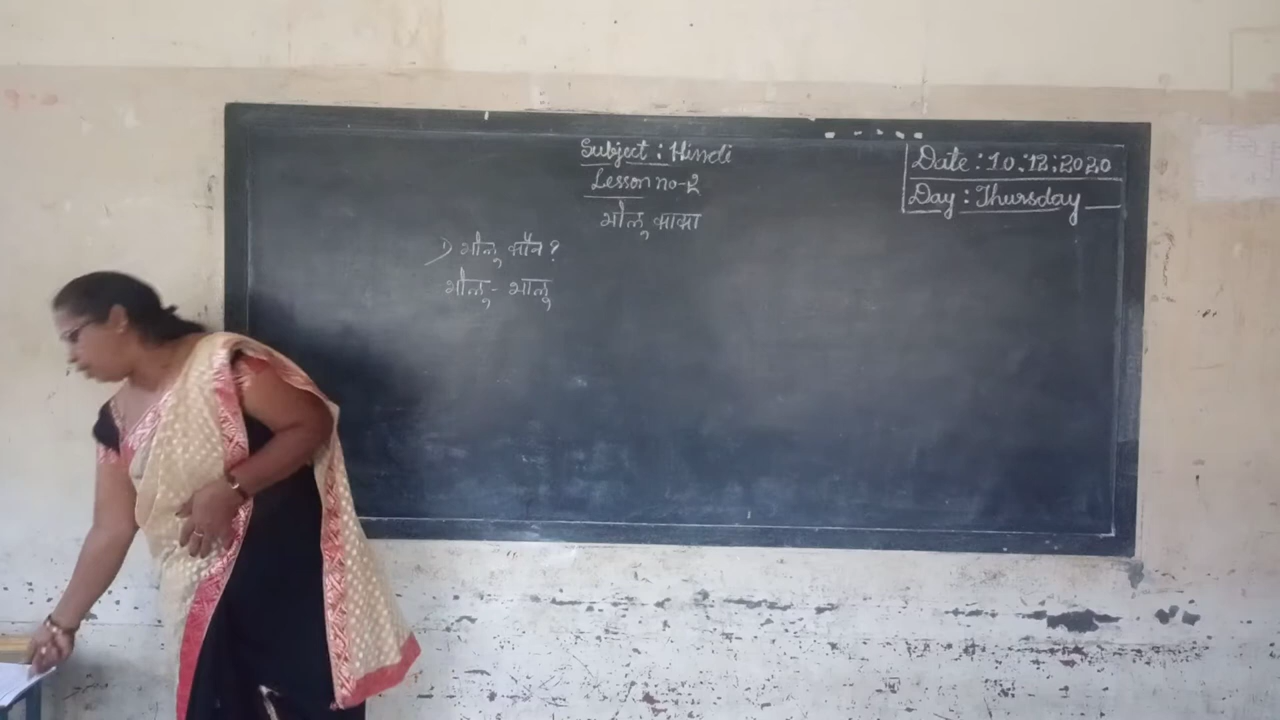 Subject : Hindi
Lesson no-2
भोलू काका
Date : 10.12.2020
Day : Thursday
1) भोलू कौन ?
भोलू - भालू